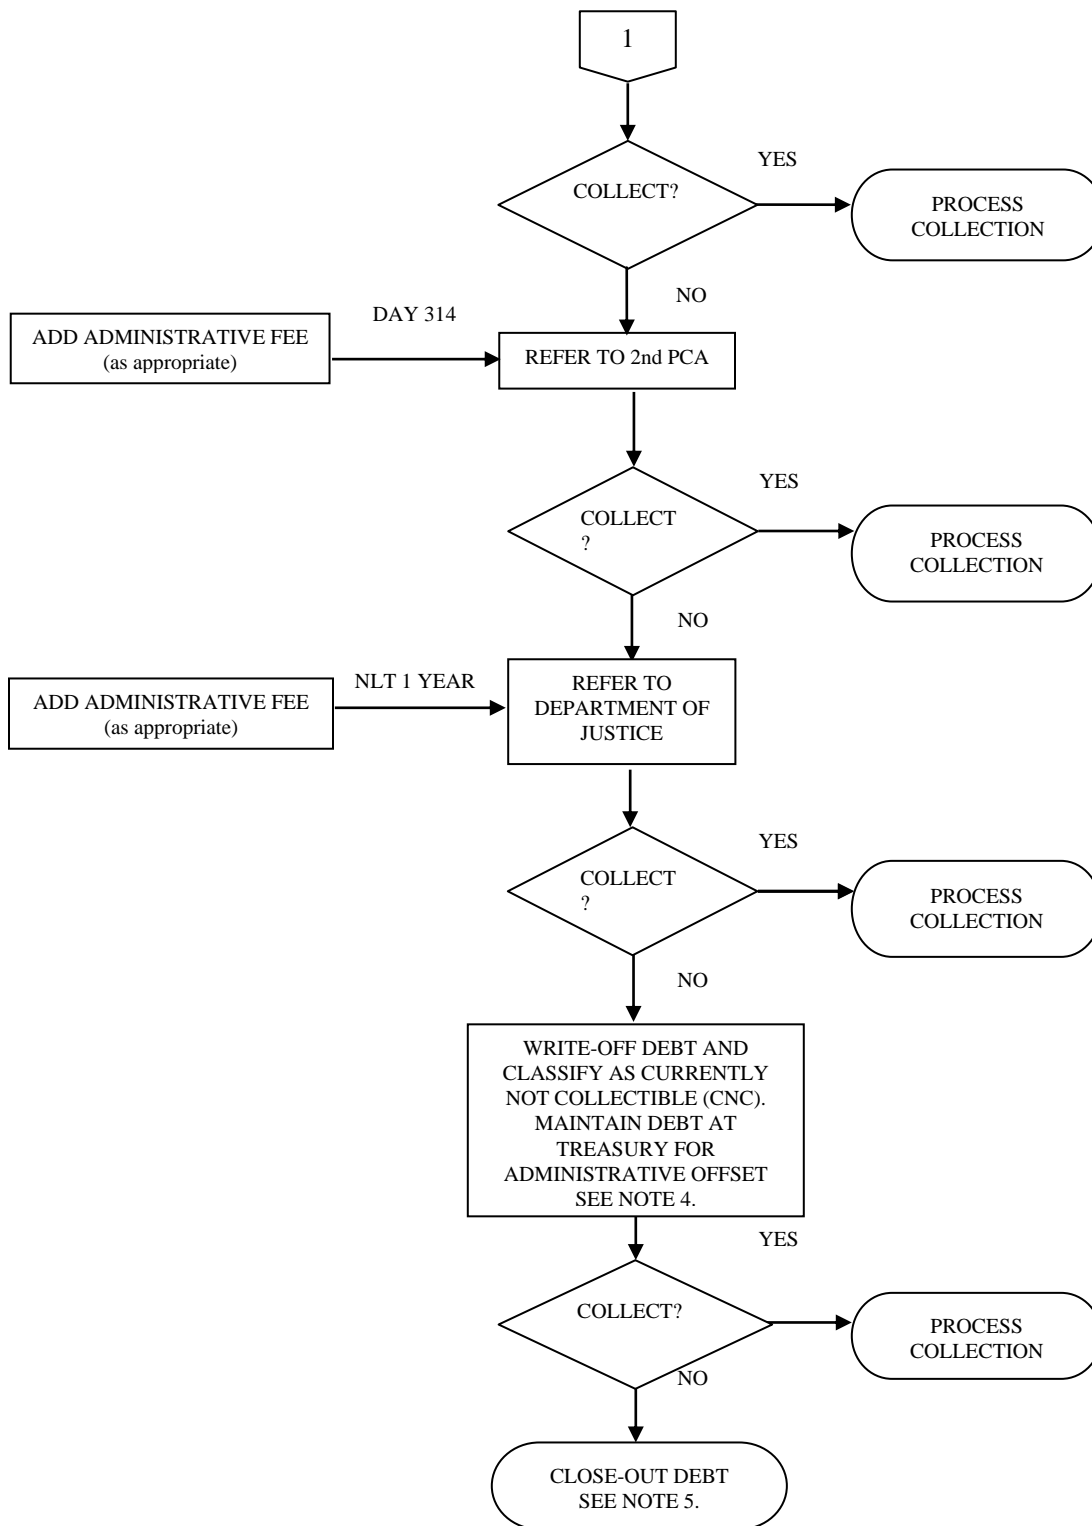 1
COLLECT?
YES
PROCESS
COLLECTION
NO
ADD ADMINISTRATIVE FEE
(as appropriate)
DAY 314
REFER TO 2nd PCA
COLLECT
?
YES
PROCESS
COLLECTION
NO
ADD ADMINISTRATIVE FEE
(as appropriate)
NLT 1 YEAR
REFER TO
DEPARTMENT OF
JUSTICE
COLLECT
?
YES
PROCESS
COLLECTION
NO
WRITE-OFF DEBT AND
CLASSIFY AS CURRENTLY
NOT COLLECTIBLE (CNC).
MAINTAIN DEBT AT
TREASURY FOR
ADMINISTRATIVE OFFSET
SEE NOTE 4.
YES
COLLECT?
PROCESS
COLLECTION
NO
CLOSE-OUT DEBT
SEE NOTE 5.